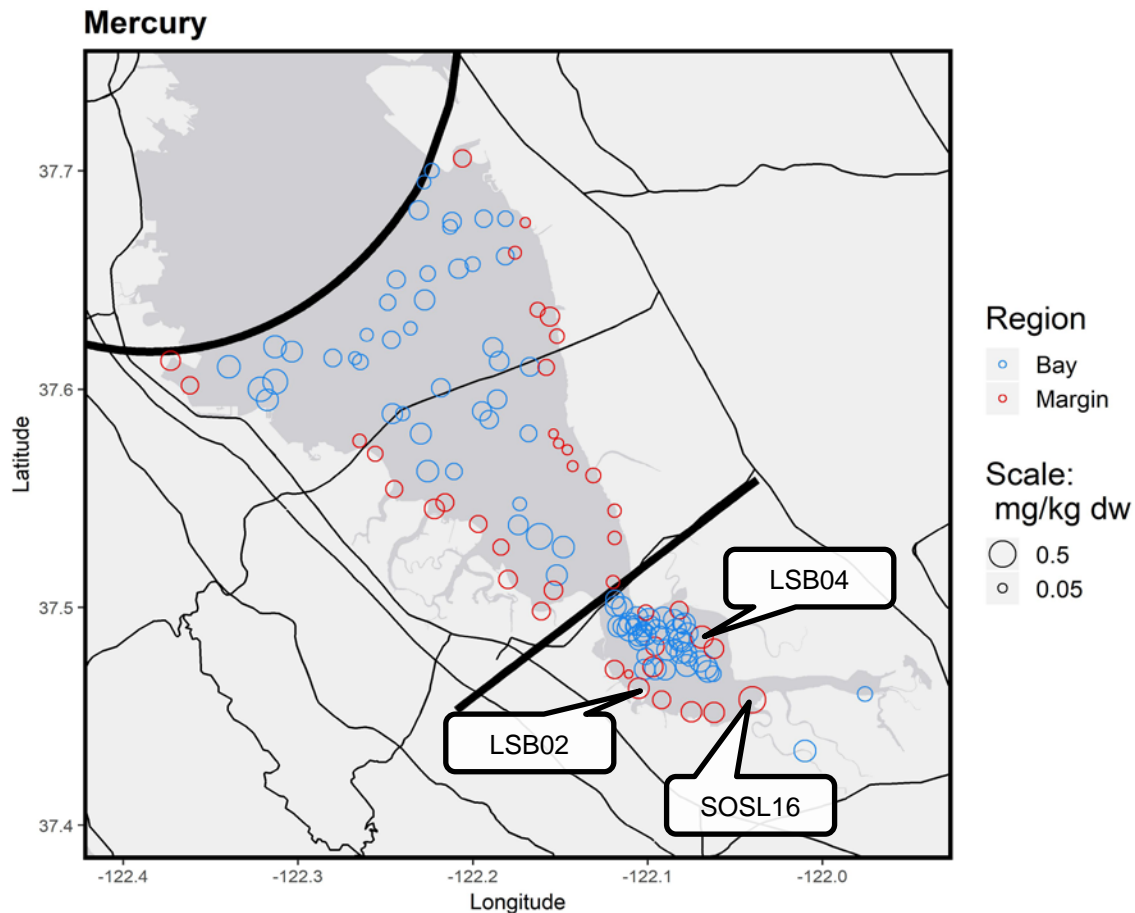 Mercury
37.7
37.6
37.5
37.4
Latitude
-122.4
-122.3
-122.2
-122.1
-122.0
Longitude
LSB04
LSB02
SOSL16
Region
Bay
Margin
Scale:
mg/kg dw
0.5
0.05